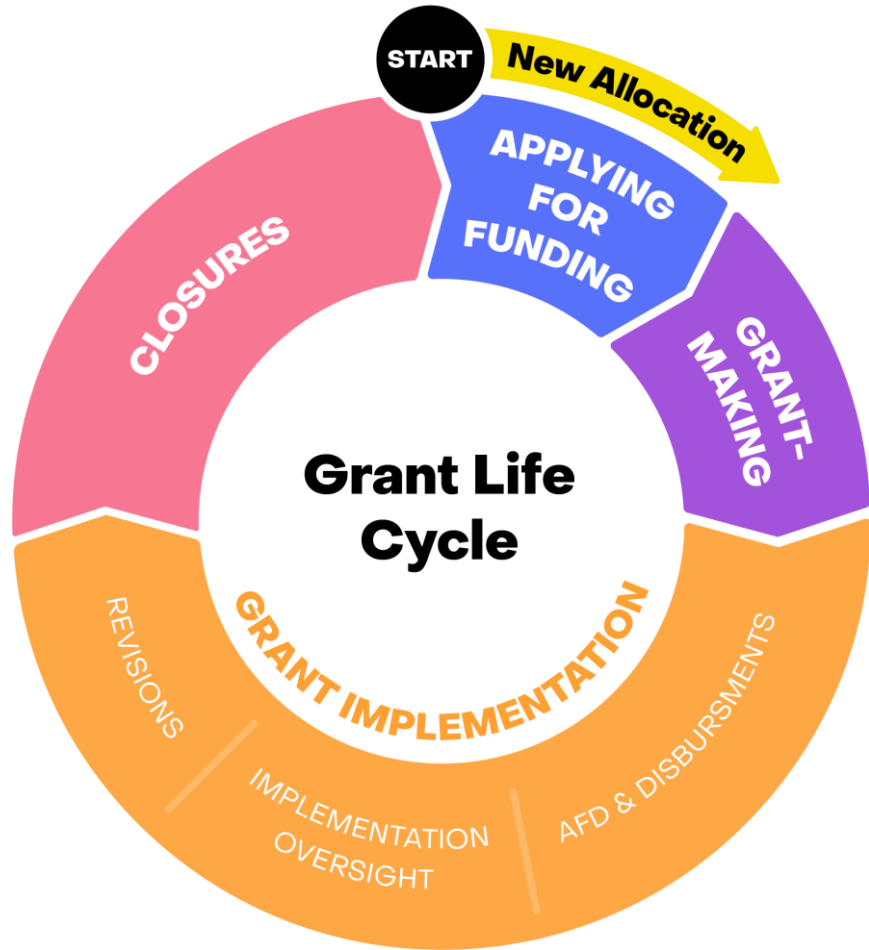 START
New Allocation
APPLYING
FOR
FUNDING
GRANT-
MAKING
CLOSURES
Grant Life
Cycle
GRANT IMPLEMENTATION
AFD & DISBURSMENTS
IMPLEMENTATION
OVERSIGHT
REVISIONS